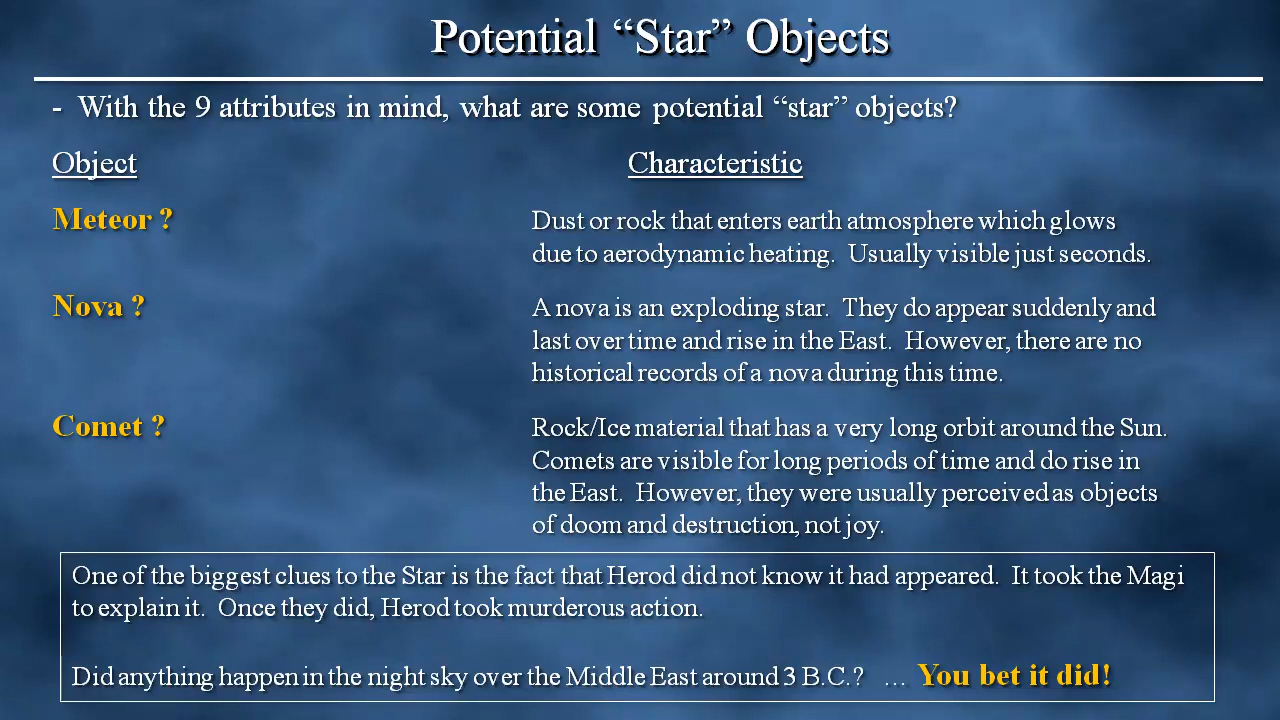 Potential “Star” Objects
- With the 9 attributes in mind, what are some potential “star” objects?
Object Characteristic
Meteor ? Dust or rock that enters earth atmosphere which glows
due to aerodynamic heating. Usually visible just seconds.
Nova ? A nova is an exploding star. They do appear suddenly and
last over time and rise in the East. However, there are no
historical records of a nova during this time.
Comet ? Rock/Ice material that has a very long orbit around the Sun.
Comets are visible for long periods of time and do rise in
the East. However, they were usually perceived as objects
of doom and destruction, not joy.
One of the biggest clues to the Star is the fact that Herod did not know it had appeared. It took the Magi
to explain it. Once they did, Herod took murderous action.
Did anything happen in the night sky over the Middle East around 3 B.C.? … You bet it did!